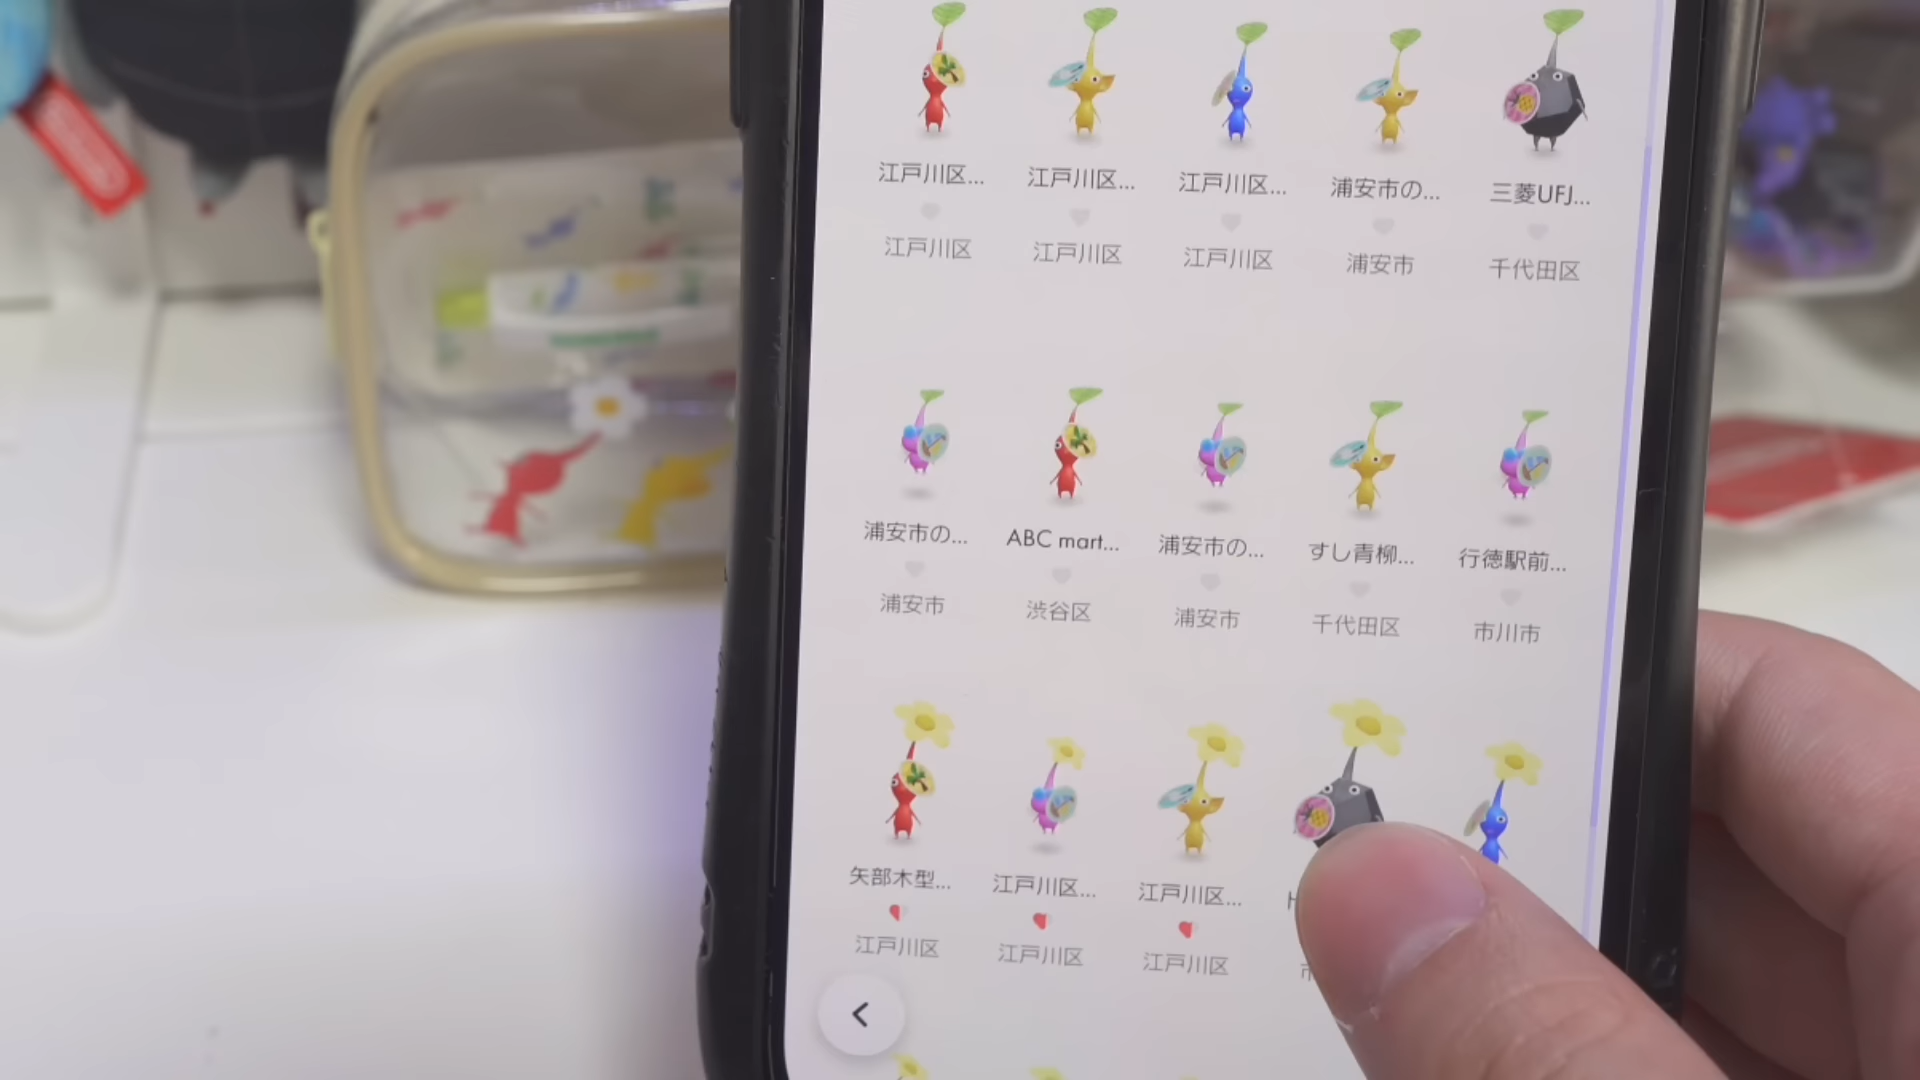 Nintendo
江戸川区... 江戸川区... 江戸川区... 浦安市の... 三菱UFJ...
江戸川区 江戸川区 江戸川区 浦安市 千代田区
浦安市の... ABC mart... 浦安市の... すし青柳... 行徳駅前...
浦安市 渋谷区 浦安市 千代田区 市川市
矢部木型... 江戸川区... 江戸川区...
江戸川区 江戸川区 江戸川区